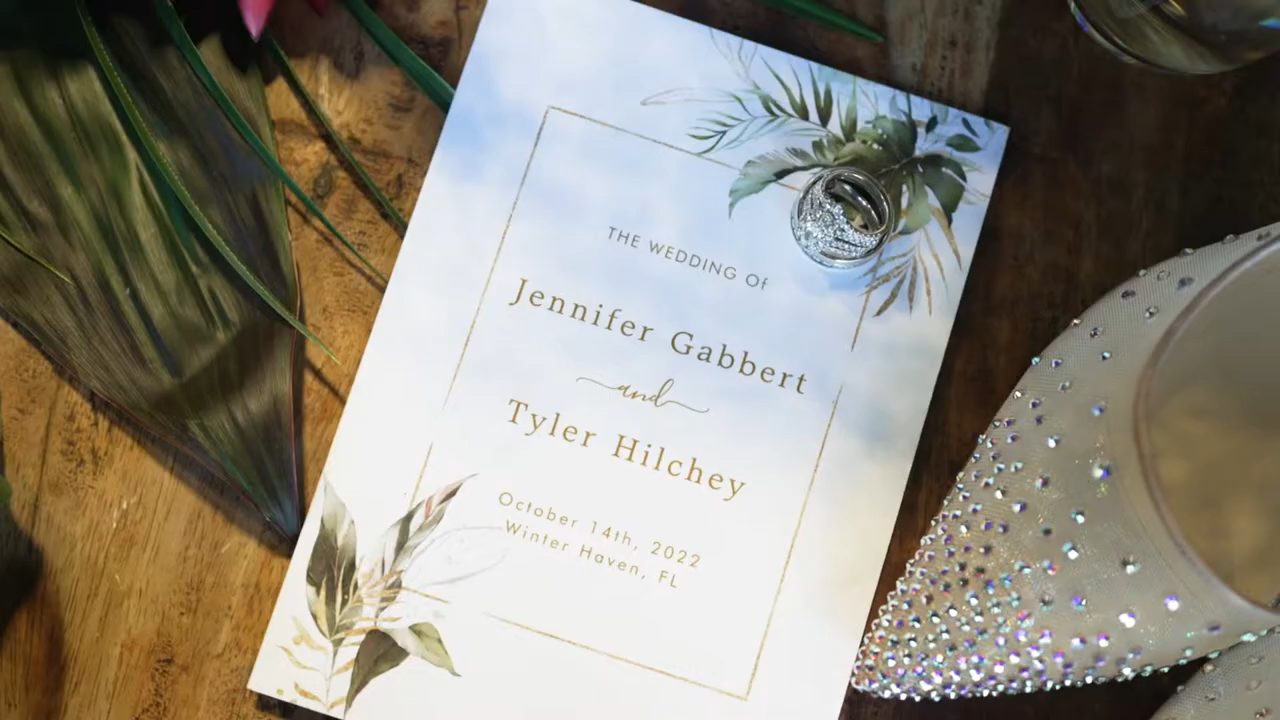 THE WEDDING OF
Jennifer Gabbert
and
Tyler Hilchey
October 14th, 2022
Winter Haven, FL